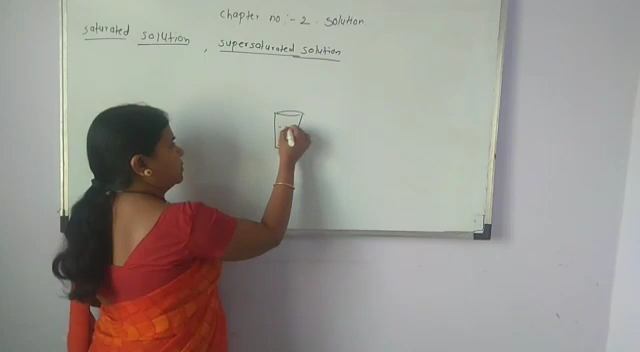 chapter no :- 2 . solution
saturated solution , supersaturated solution